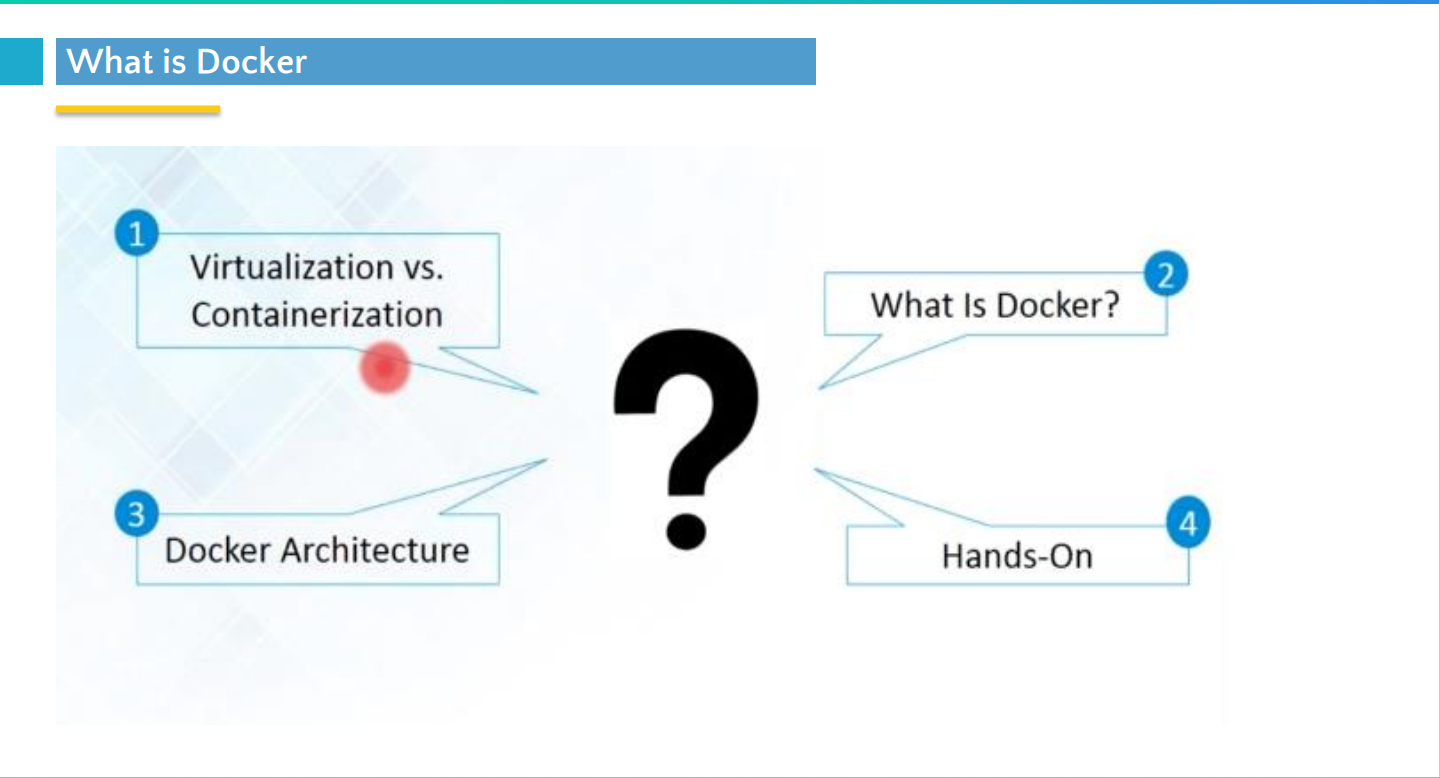 What is Docker
1
Virtualization vs.
Containerization
2
What Is Docker?
?
3
Docker Architecture
4
Hands-On